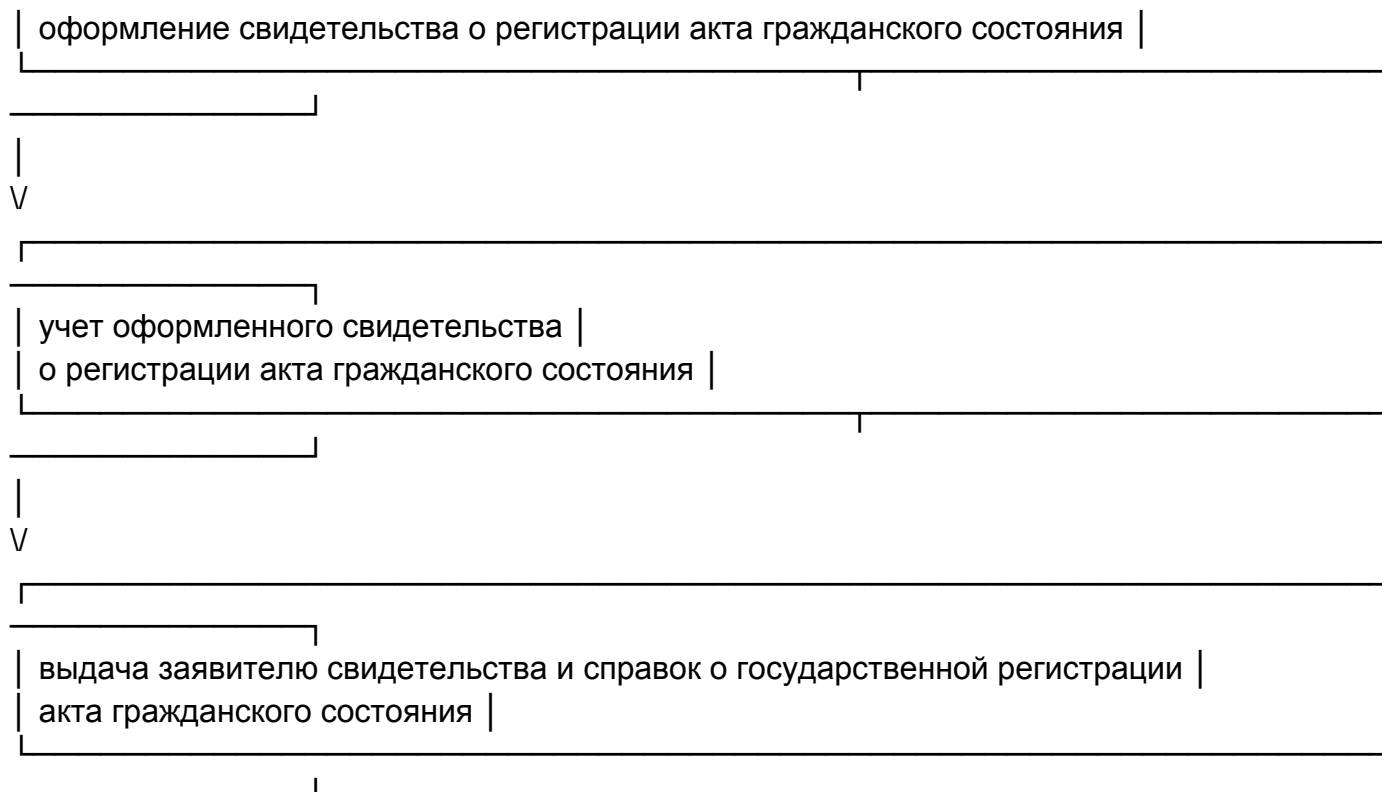 оформление свидетельства о регистрации акта гражданского состояния
учет оформленного свидетельства
о регистрации акта гражданского состояния
выдача заявителю свидетельства и справок о государственной регистрации
акта гражданского состояния